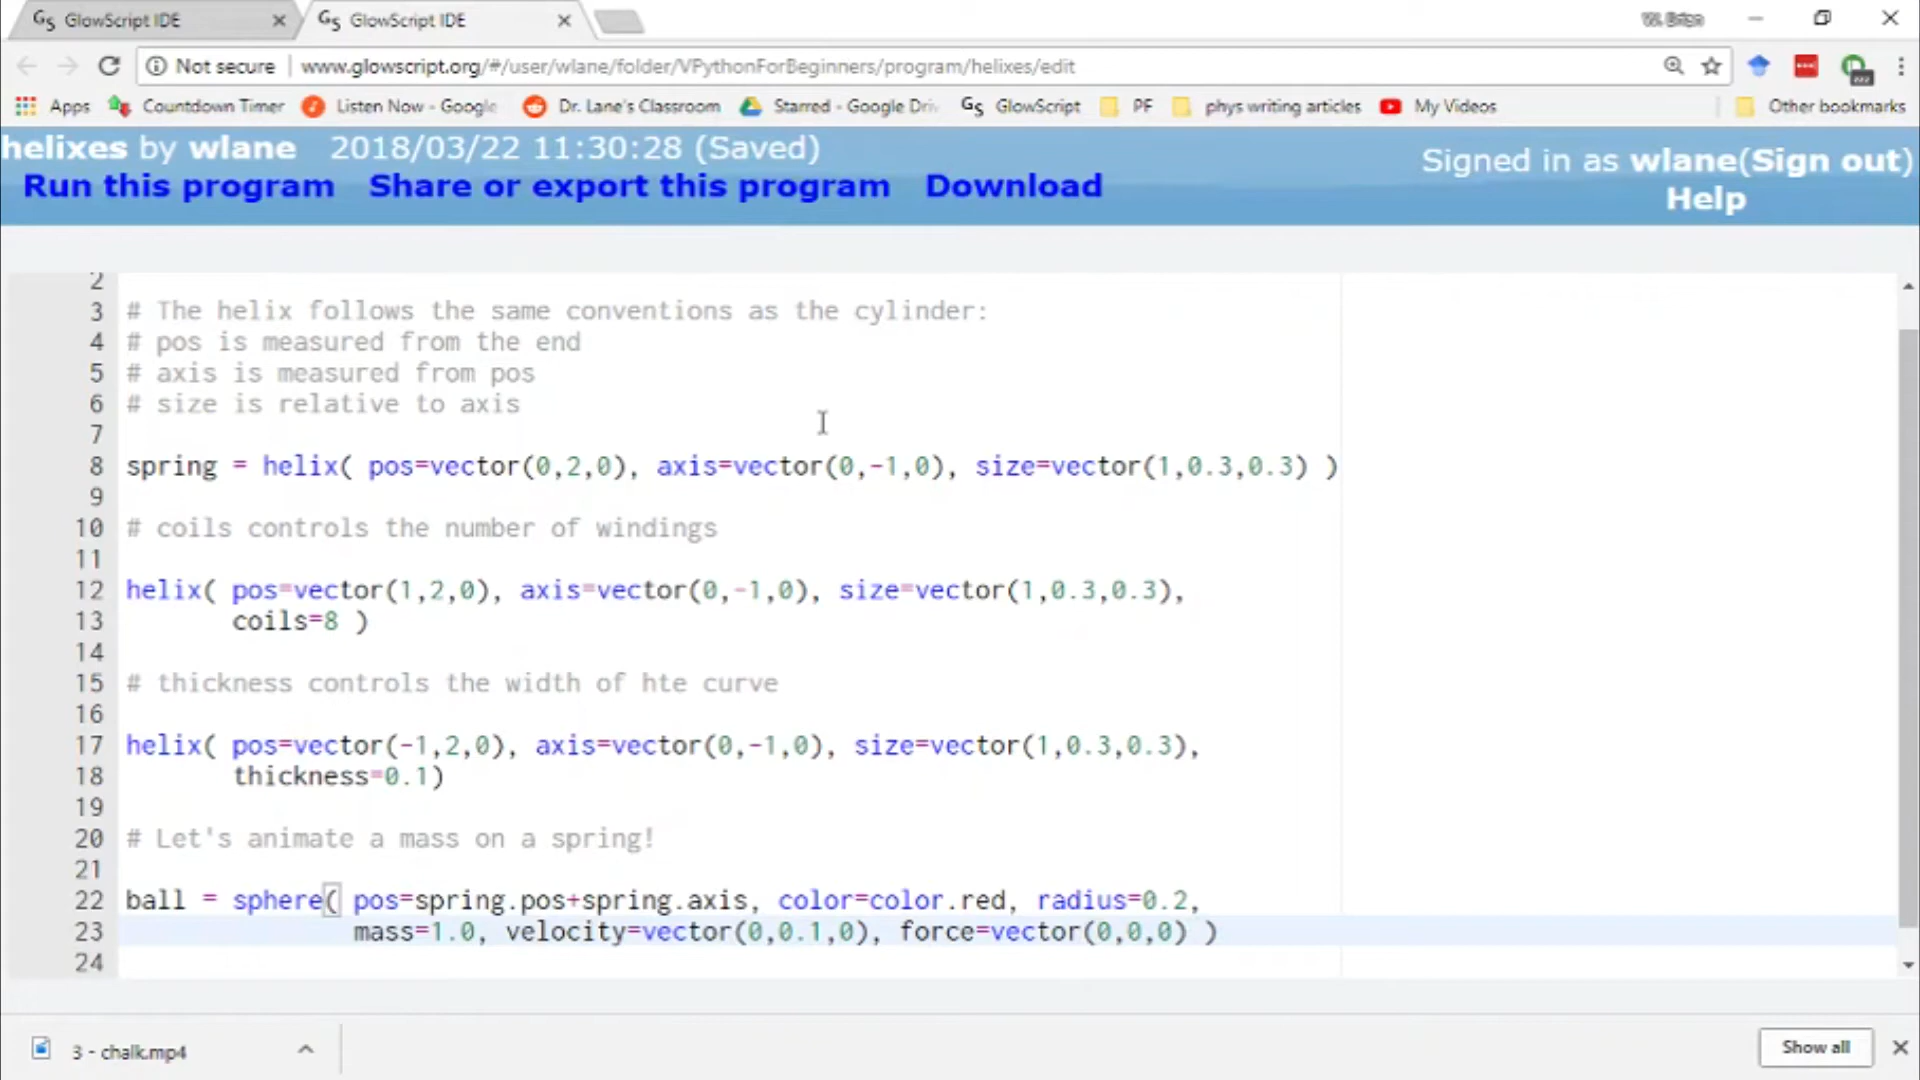 GlowScript IDE GlowScript IDE W. Brian
Not secure www.glowscript.org/#/user/wlane/folder/VPythonForBeginners/program/helixes/edit
Apps Countdown Timer Listen Now - Google Dr. Lane's Classroom Starred - Google Driv GlowScript PF phys writing articles My Videos Other bookmarks
helixes by wlane 2018/03/22 11:30:28 (Saved) Signed in as wlane(Sign out)
Run this program Share or export this program Download Help
2
3 # The helix follows the same conventions as the cylinder:
4 # pos is measured from the end
5 # axis is measured from pos
6 # size is relative to axis
7
8 spring = helix( pos=vector(0,2,0), axis=vector(0,-1,0), size=vector(1,0.3,0.3) )
9
10 # coils controls the number of windings
11
12 helix( pos=vector(1,2,0), axis=vector(0,-1,0), size=vector(1,0.3,0.3),
13 coils=8 )
14
15 # thickness controls the width of hte curve
16
17 helix( pos=vector(-1,2,0), axis=vector(0,-1,0), size=vector(1,0.3,0.3),
18 thickness=0.1)
19
20 # Let's animate a mass on a spring!
21
22 ball = sphere( pos=spring.pos+spring.axis, color=color.red, radius=0.2,
23 mass=1.0, velocity=vector(0,0.1,0), force=vector(0,0,0) )
24
3 - chalk.mp4 Show all